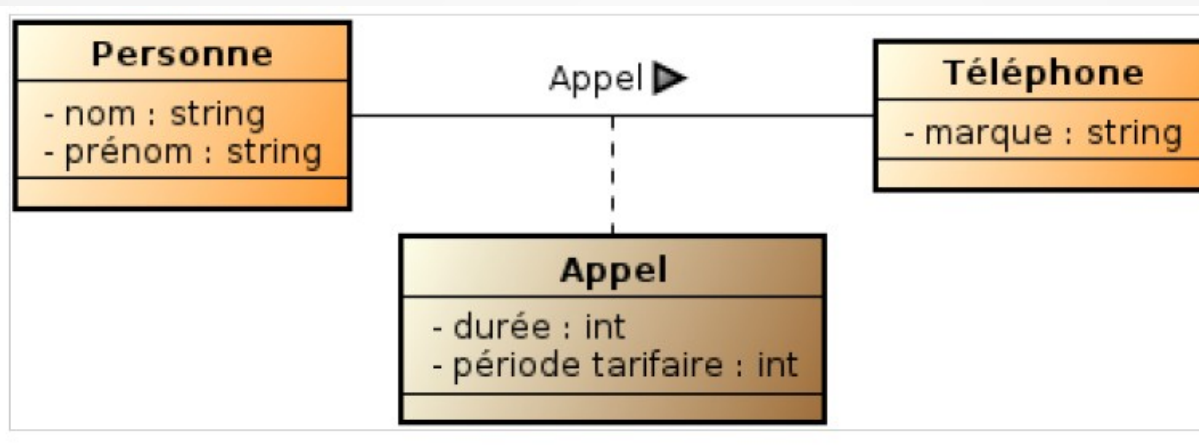 Personne
- nom : string
- prénom : string
Appel
Téléphone
- marque : string
Appel
- durée : int
- période tarifaire : int